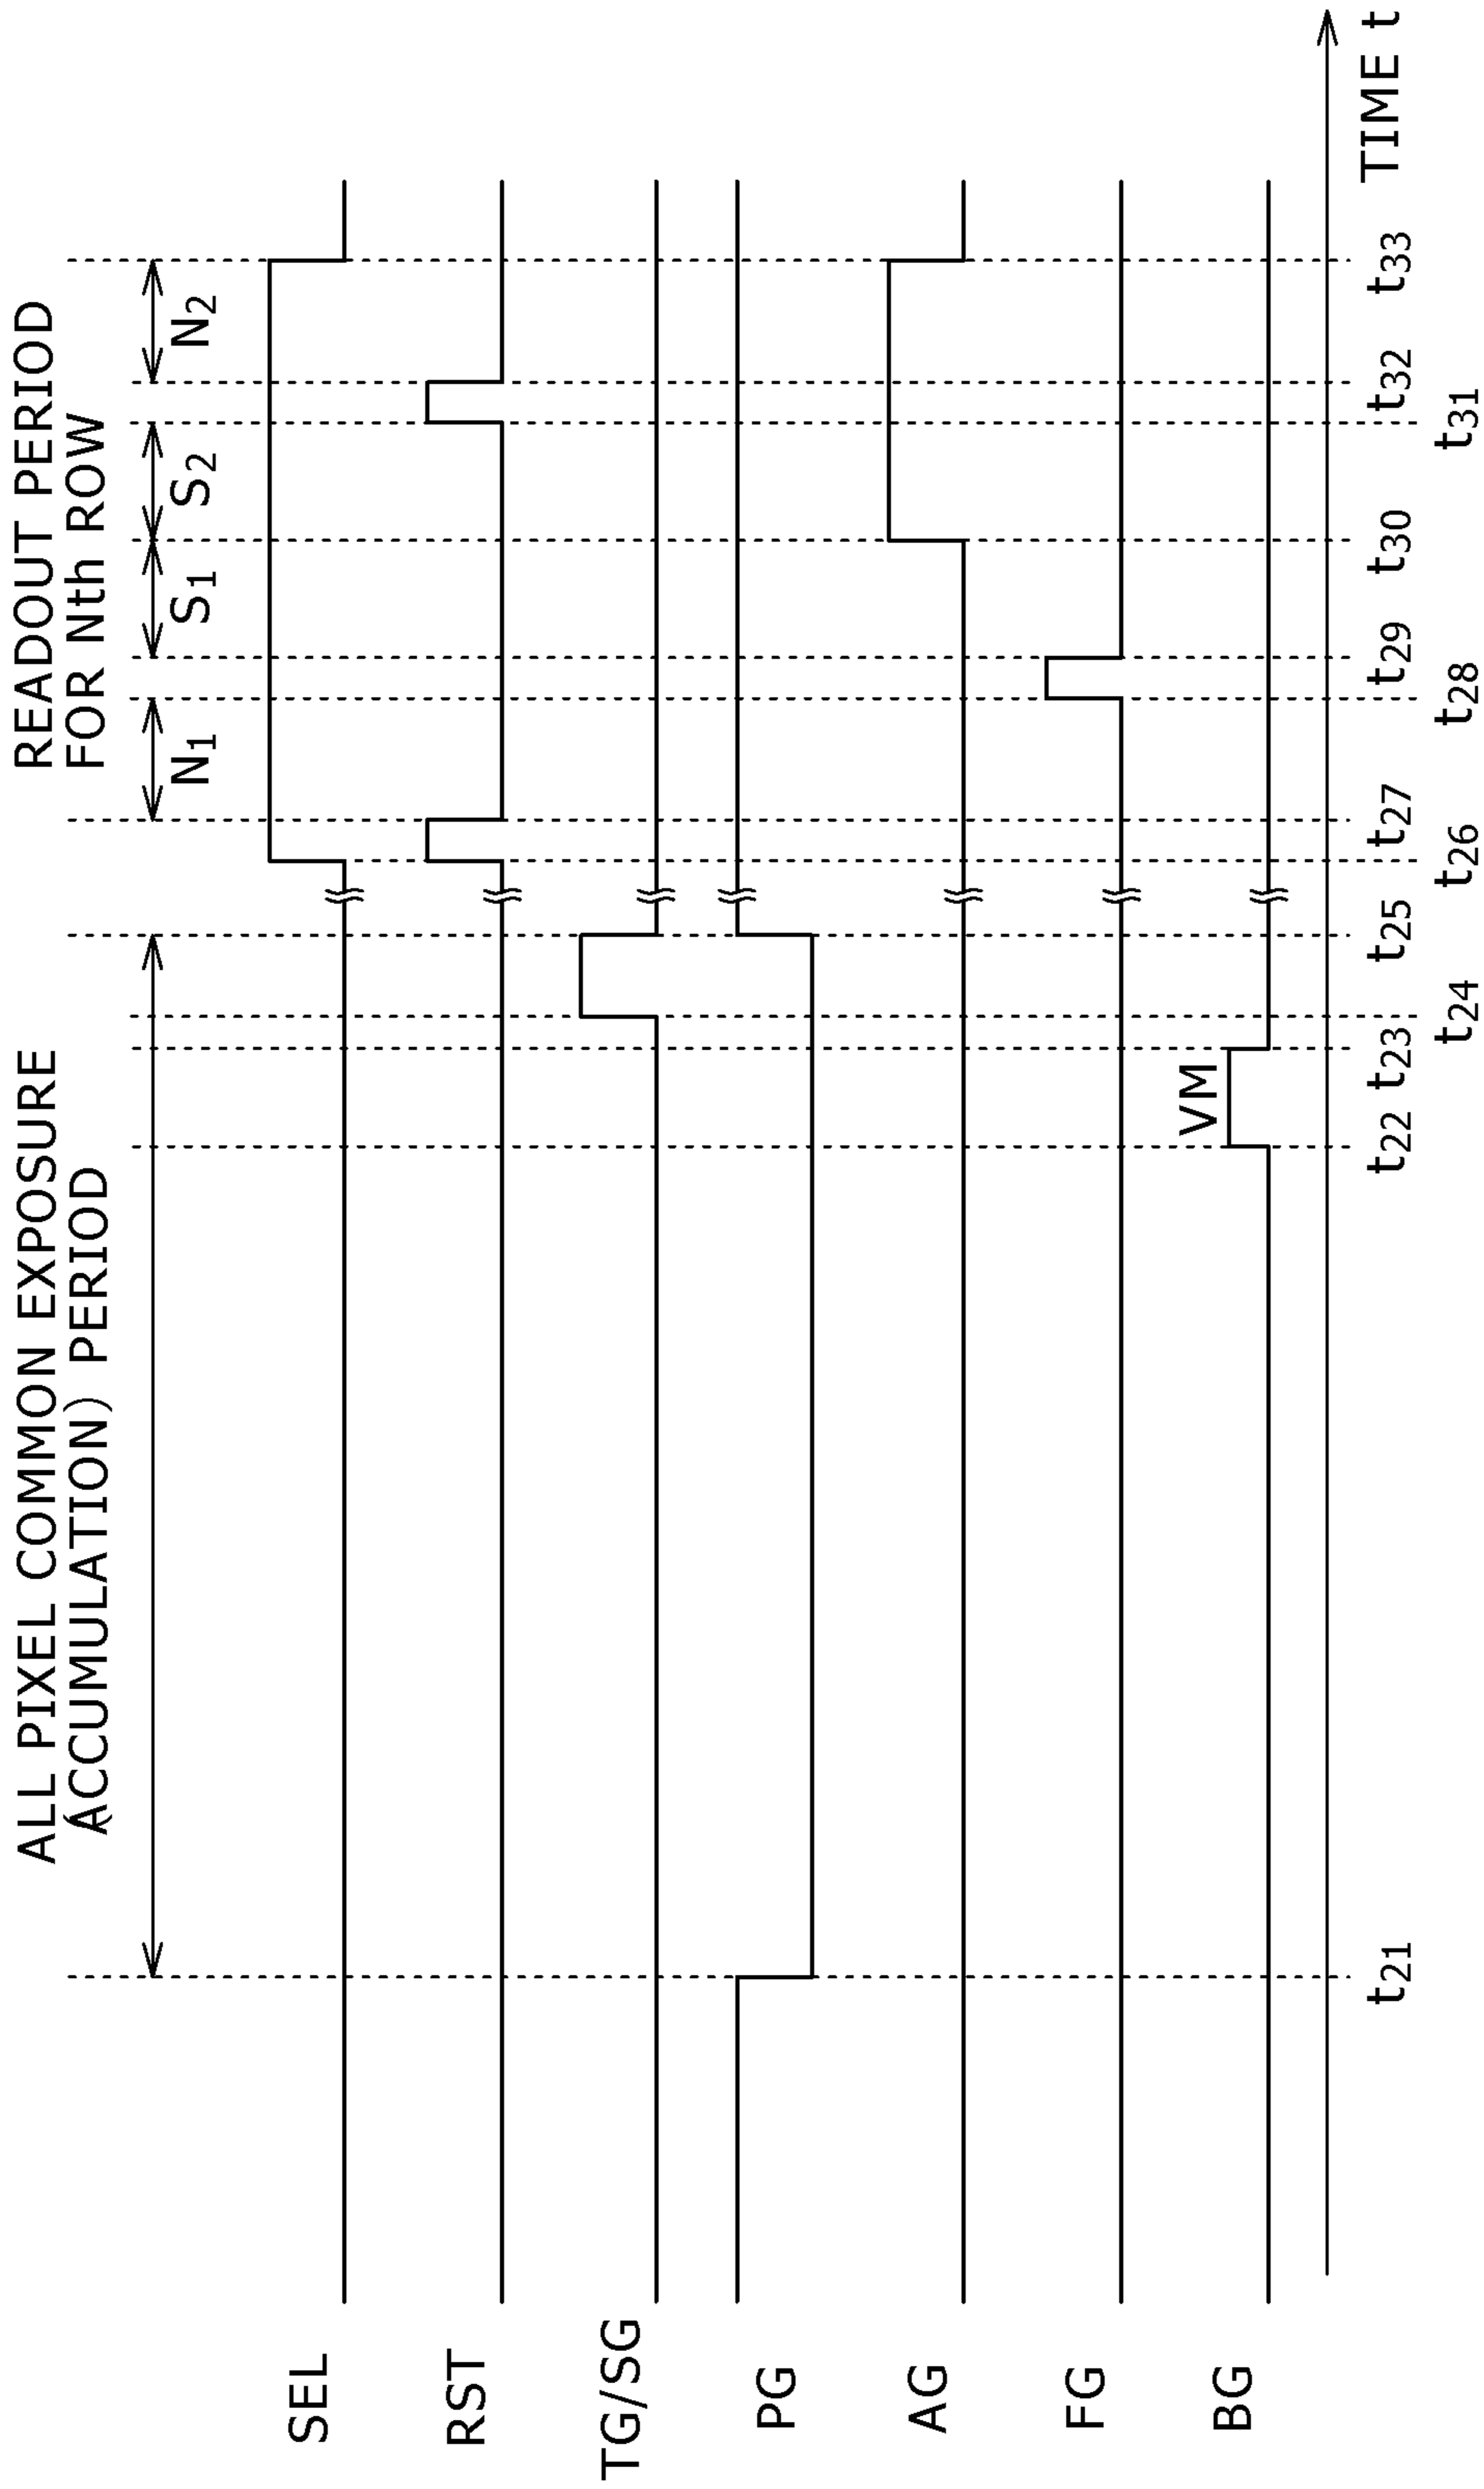 ALL PIXEL COMMON EXPOSURE
(ACCUMULATION) PERIOD
READOUT PERIOD
FOR Nth ROW
N1
S1
S2
N2
SEL
RST
TG/SG
PG
AG
FG
BG
VM
t21
t22
t23
t24
t25
t26
t27
t28
t29
t30
t31
t32
t33
TIME t